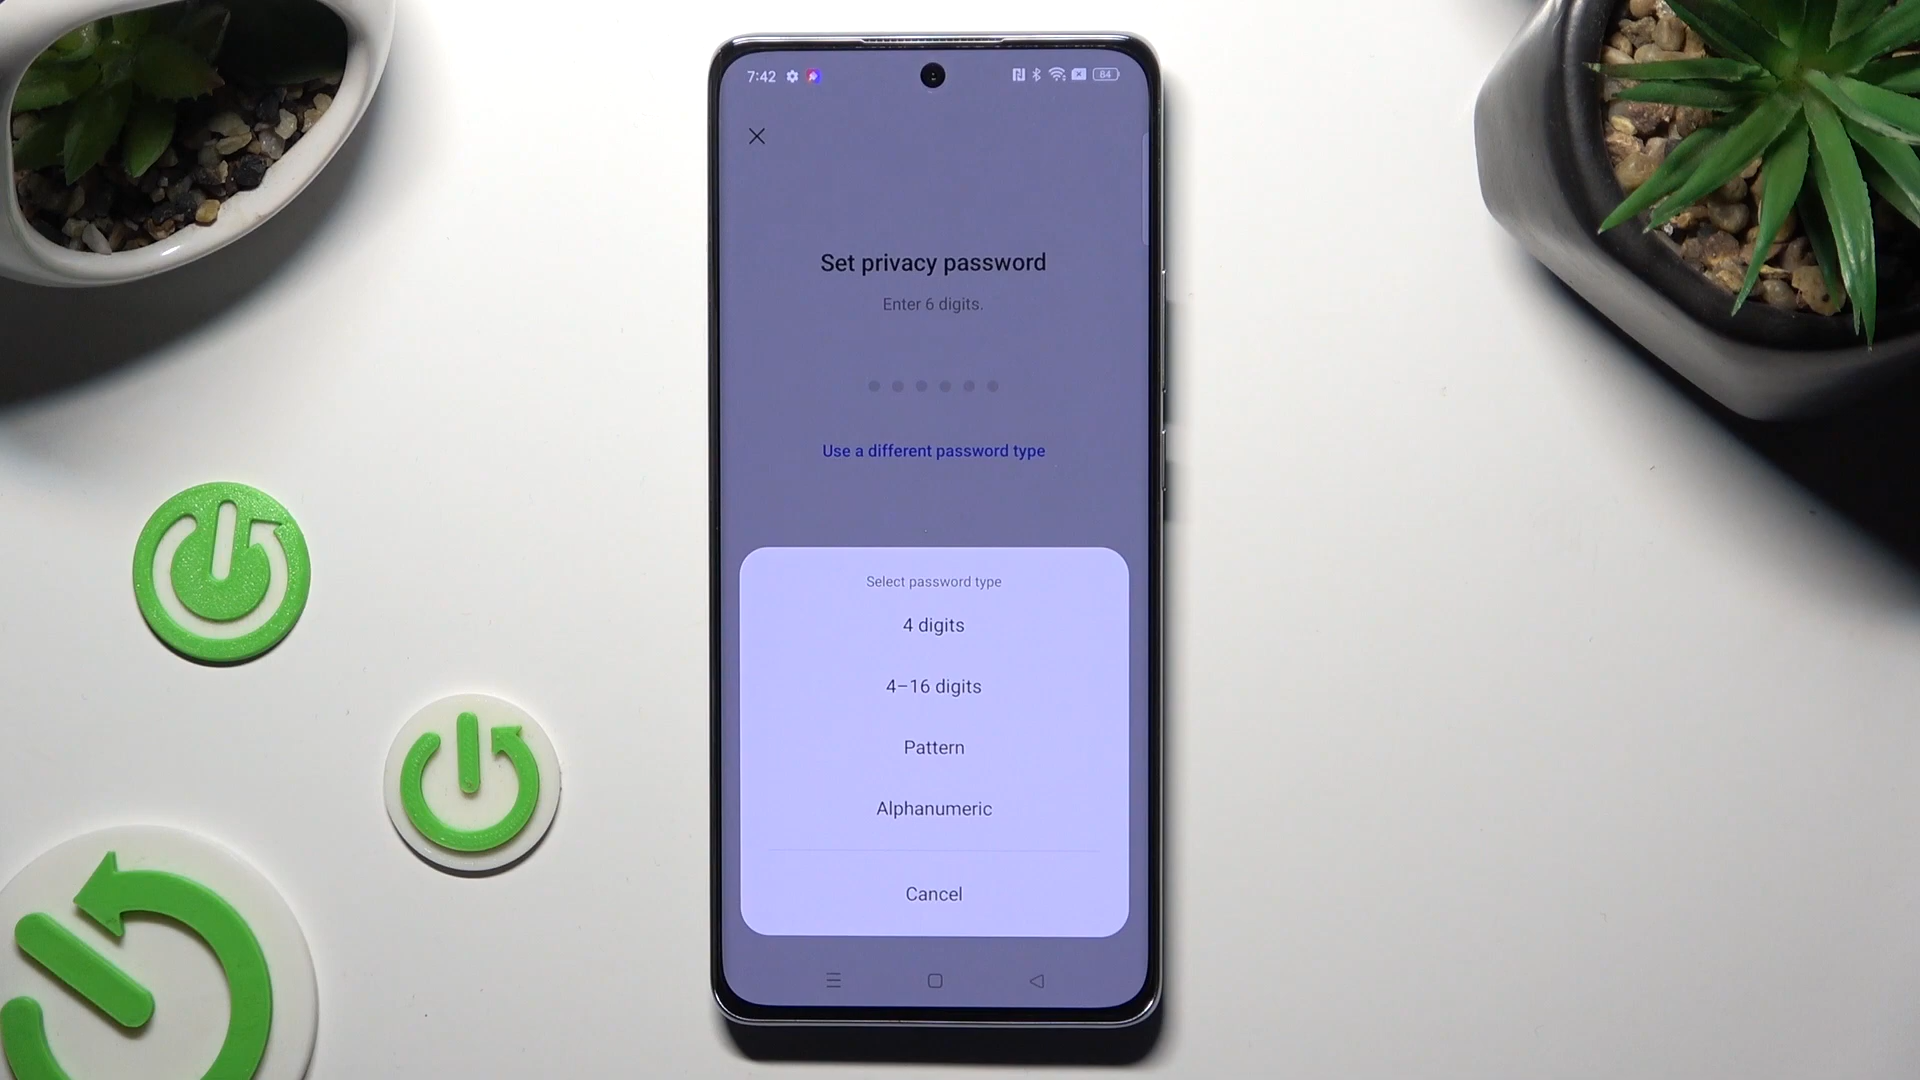 7:42
84
Set privacy password
Enter 6 digits.
Use a different password type
Select password type
4 digits
4–16 digits
Pattern
Alphanumeric
Cancel